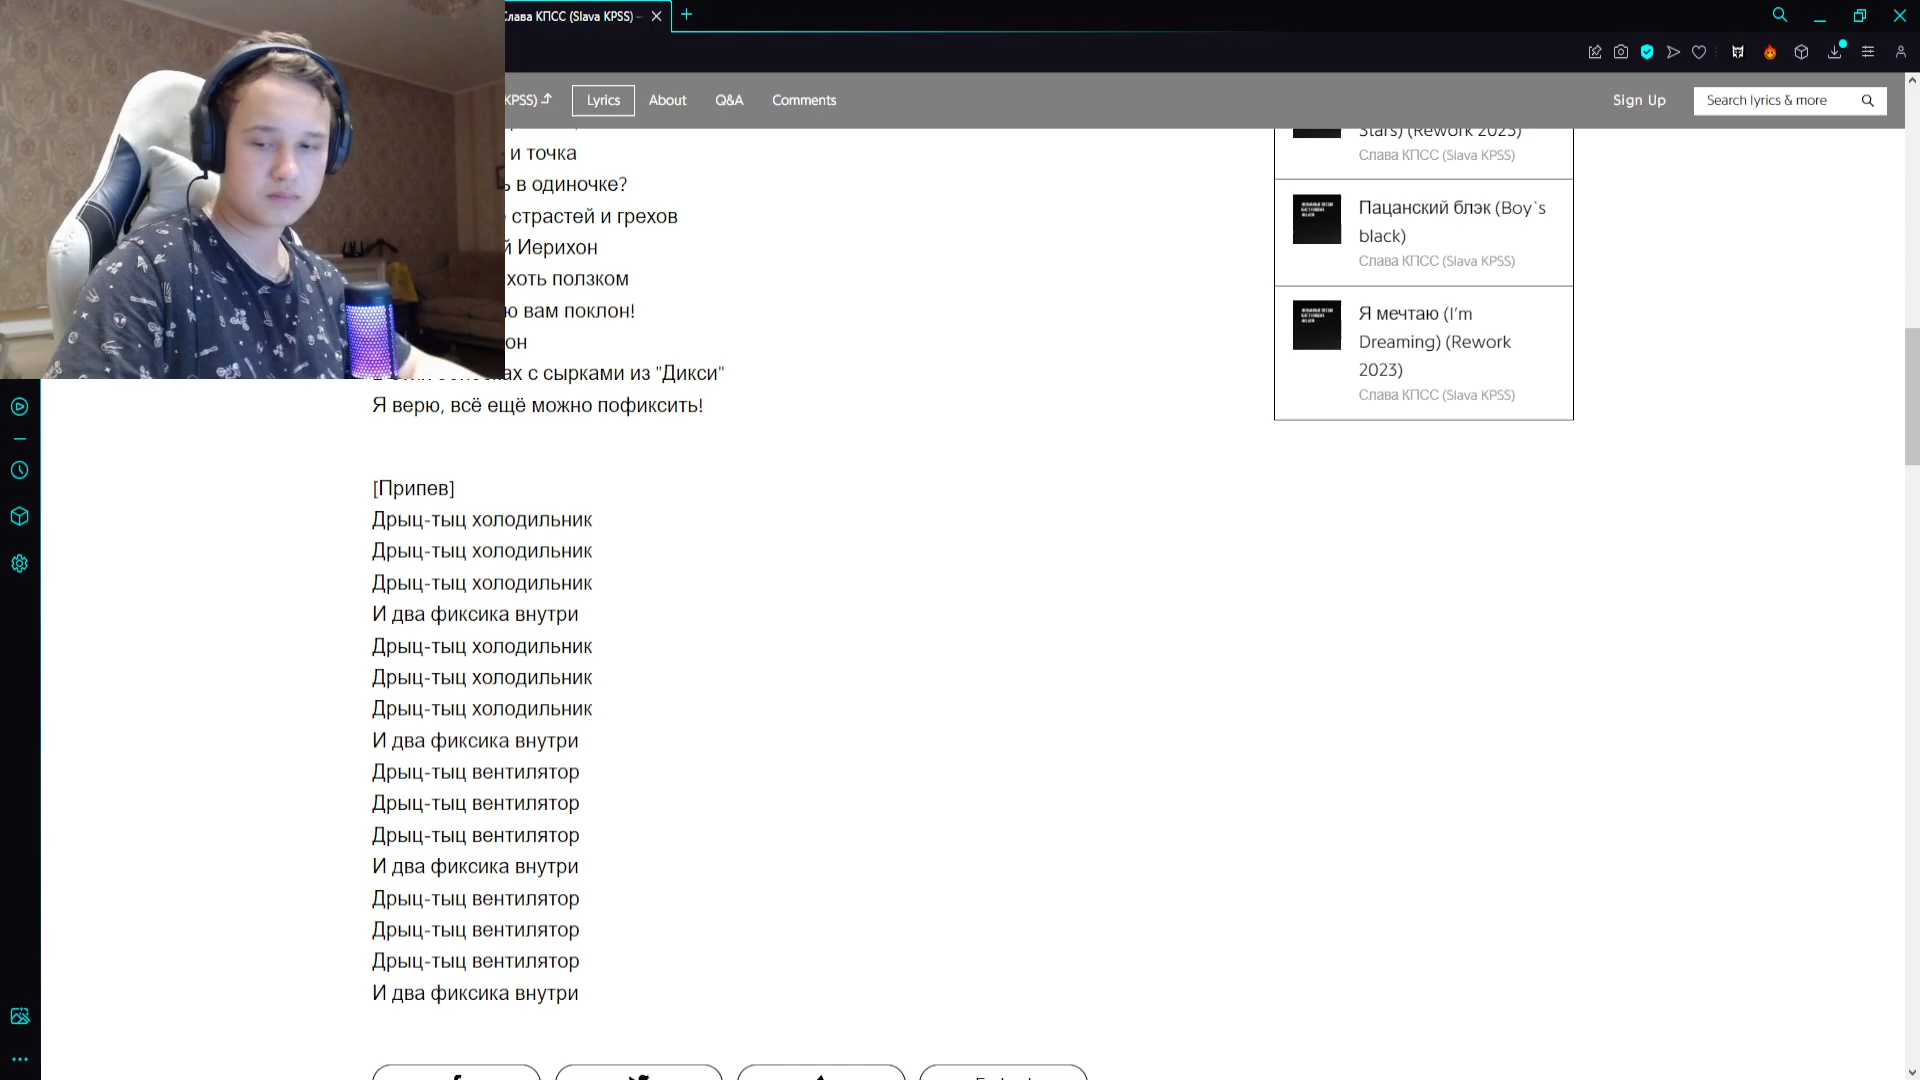 Слава КПСС (Slava KPSS) -
KPSS)
Lyrics
About
Q&A
Comments
Sign Up
Search lyrics & more
и точка
в одиночке?
страстей и грехов
Иерихон
хоть ползком
вам поклон!
с сырками из "Дикси"
Я верю, всё ещё можно пофиксить!
[Припев]
Дрыц-тыц холодильник
Дрыц-тыц холодильник
Дрыц-тыц холодильник
И два фиксика внутри
Дрыц-тыц холодильник
Дрыц-тыц холодильник
Дрыц-тыц холодильник
И два фиксика внутри
Дрыц-тыц вентилятор
Дрыц-тыц вентилятор
Дрыц-тыц вентилятор
И два фиксика внутри
Дрыц-тыц вентилятор
Дрыц-тыц вентилятор
Дрыц-тыц вентилятор
И два фиксика внутри
Stars) (Rework 2023)
Слава КПСС (Slava KPSS)
Пацанский блэк (Boy`s
black)
Слава КПСС (Slava KPSS)
Я мечтаю (I'm
Dreaming) (Rework
2023)
Слава КПСС (Slava KPSS)